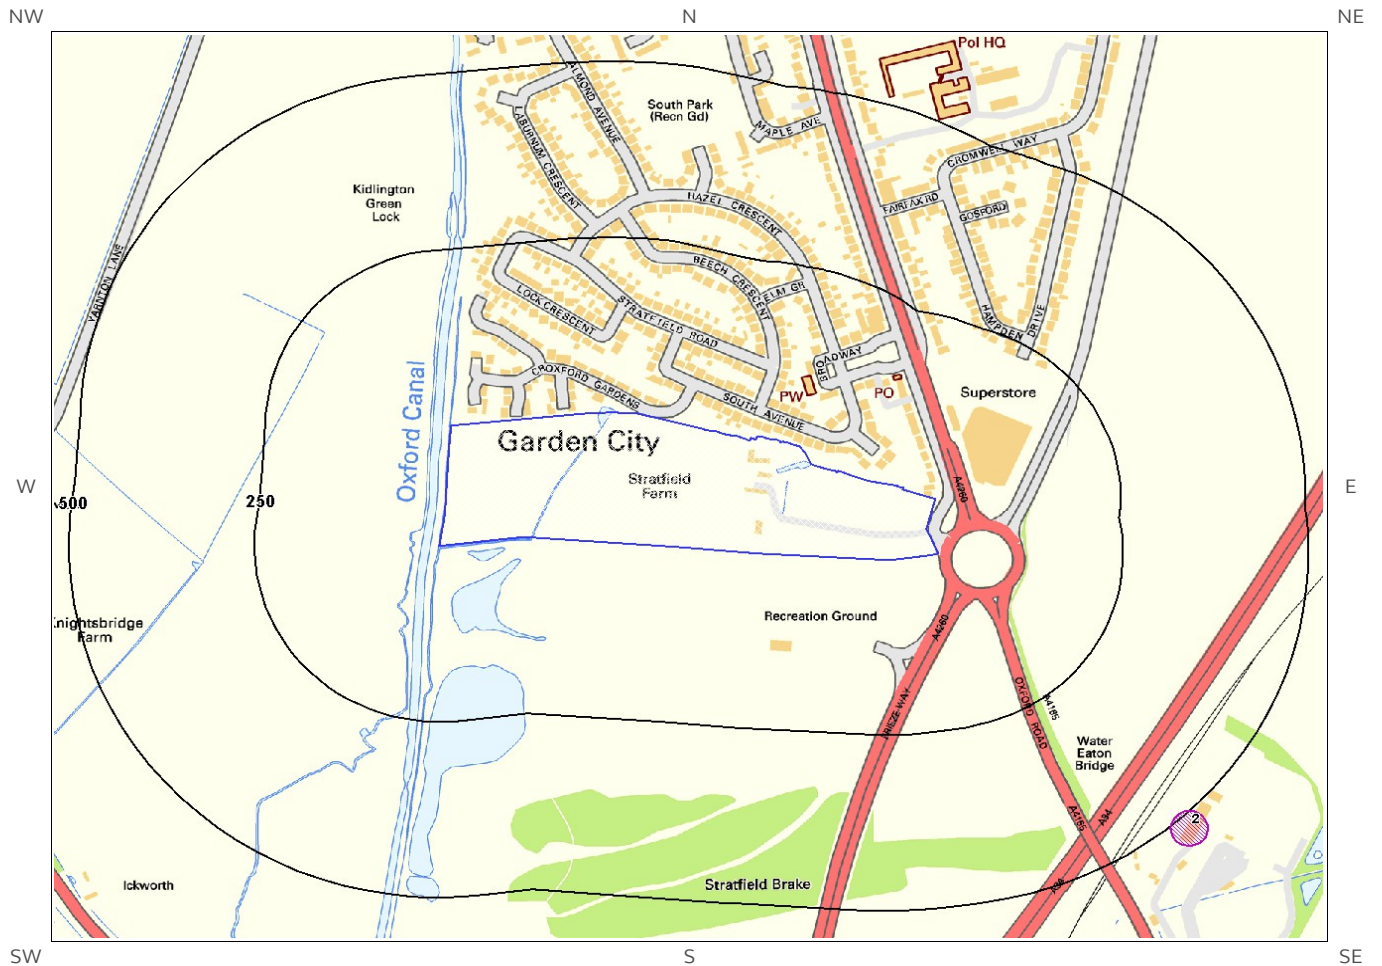 NW
N
NE
Pol HQ
ALMOND AVENUE
South Park
(Recn Gd)
MAPLE AVE
LABURNUM CRESCENT
CROMWELL WAY
Kidlington
Green
Lock
HAZEL CRESCENT
FAIRFAX RD
GOSFORD
YARNTON LANE
BEECH CRESCENT
ELM GR
LOCK CRESCENT
STRATFIELD ROAD
HAMPDEN DRIVE
BROADWAY
CROXFORD GARDENS
SOUTH AVENUE
PW
PO
Superstore
Oxford Canal
Garden City
Stratfield
Farm
A4260
W
E
500
250
Knightsbridge
Farm
Recreation Ground
A4260
FRIEZE WAY
OXFORD ROAD
A4165
Water
Eaton
Bridge
A4165
A34
2
A34
Ickworth
Stratfield Brake
SW
S
SE